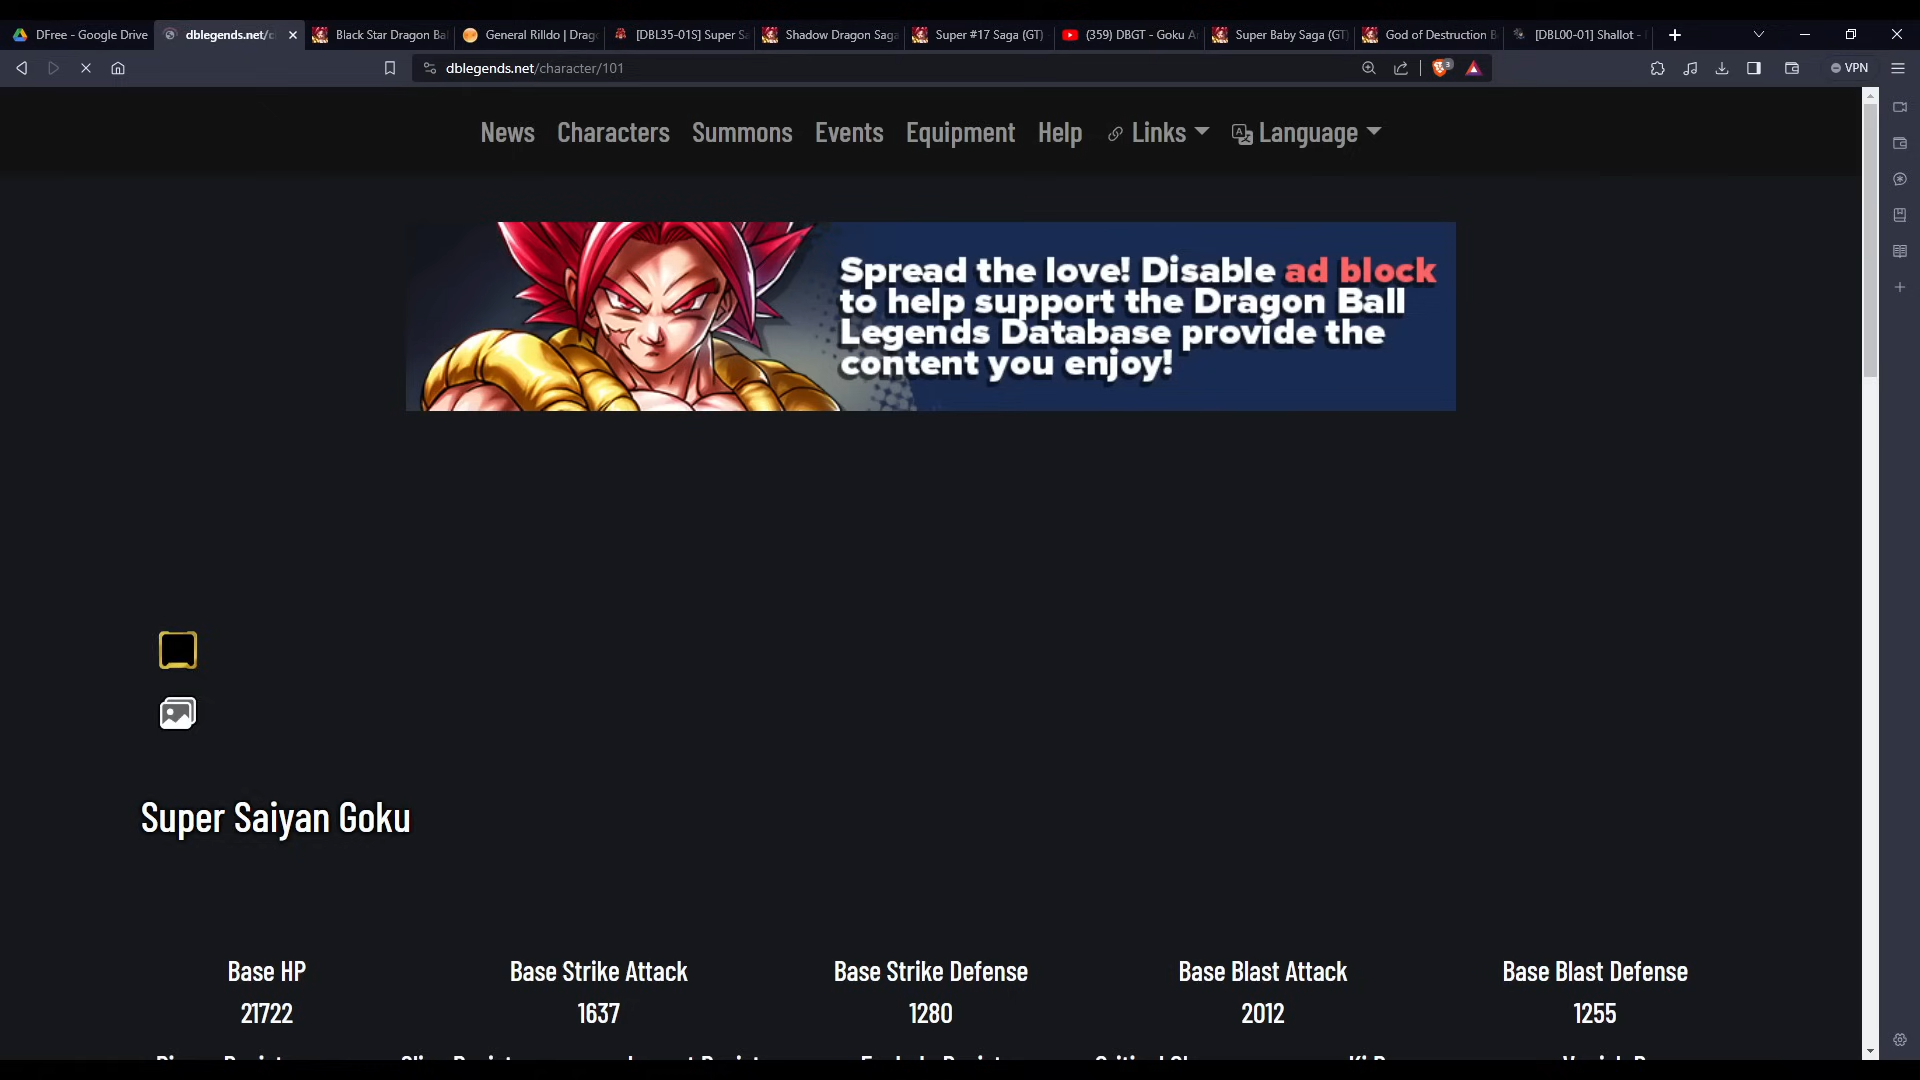 DFree - Google Drive
dblegends.net/c
Black Star Dragon Ba
General Rilldo | Drag
[DBL35-01S] Super Sa
Shadow Dragon Saga
Super #17 Saga (GT)
(359) DBGT - Goku A
Super Baby Saga (GT)
God of Destruction B
[DBL00-01] Shallot -
dblegends.net/character/101
3
VPN
News
Characters
Summons
Events
Equipment
Help
Links
Language
Spread the love! Disable ad block
to help support the Dragon Ball
Legends Database provide the
content you enjoy!
Super Saiyan Goku
Base HP
Base Strike Attack
Base Strike Defense
Base Blast Attack
Base Blast Defense
21722
1637
1280
2012
1255